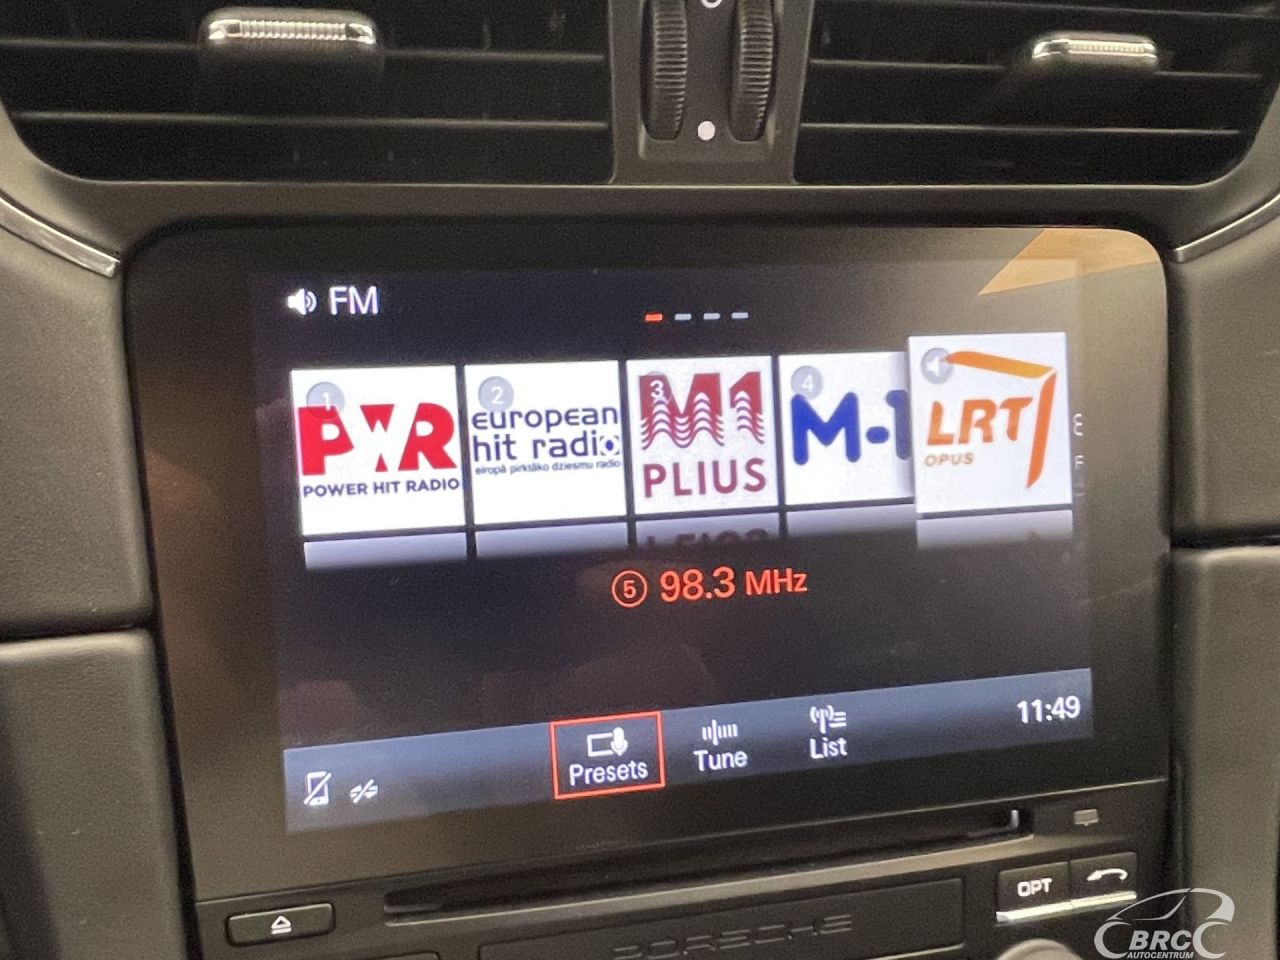 FM
1
PWR
POWER HIT RADIO
2
european
hit radio
eiropā pirktāko dziesmu radio
3
M1
PLIUS
4
M-1
LRT
OPUS
5 98.3 MHz
Presets
Tune
List
11:49
OPT
PORSCHE
BRC
AUTOCENTRUM